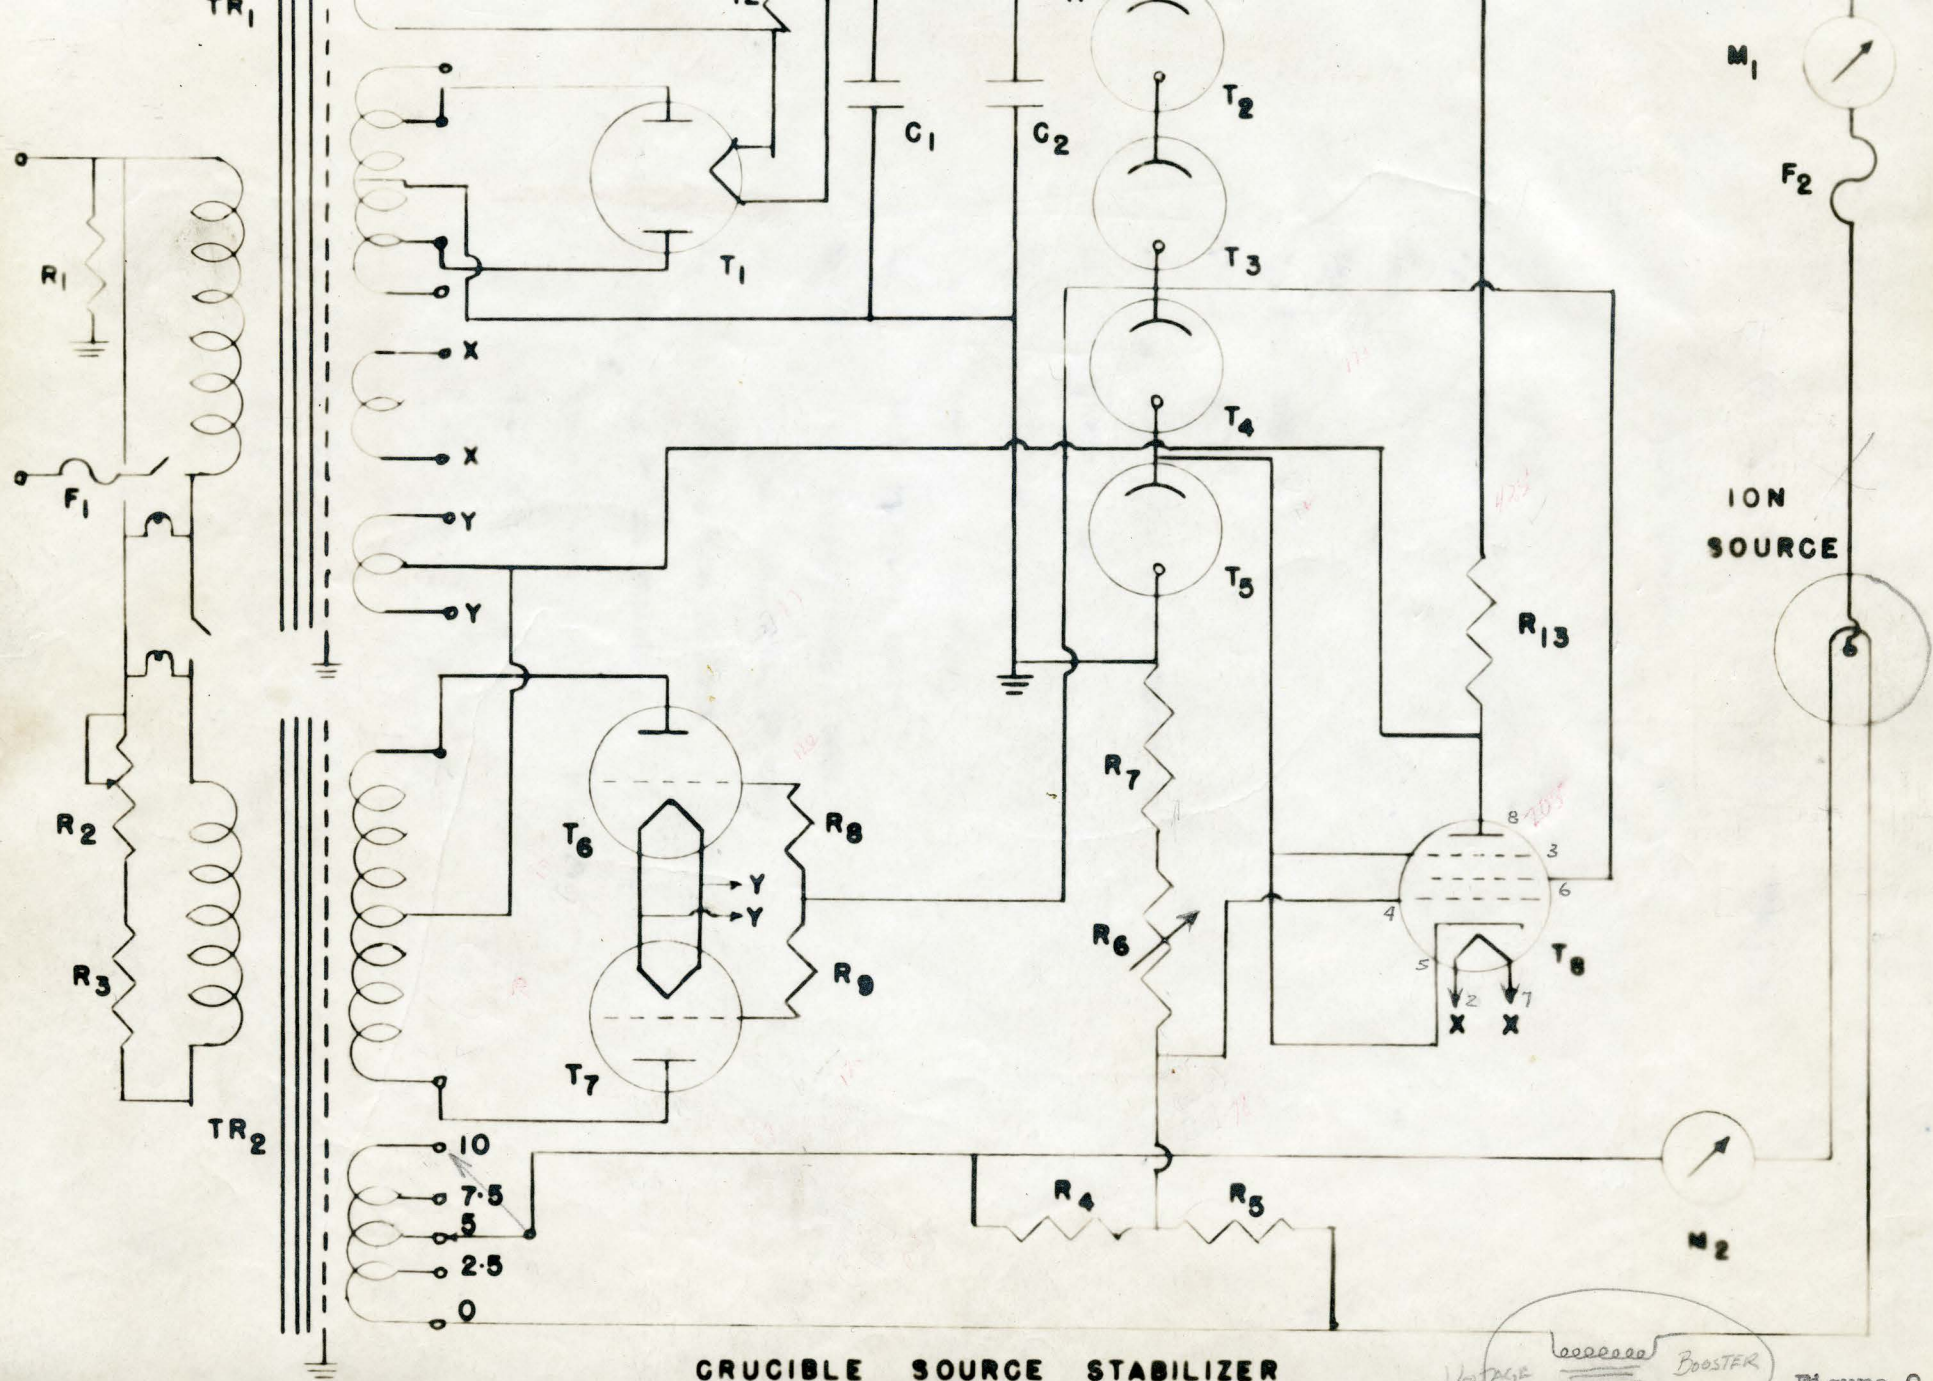 TR1
M1
T2
C1
C2
F2
R1
T1
T3
X
T4
X
F1
ION
SOURCE
Y
T5
Y
R13
R7
R2
T6
R8
8
3
Y
6
Y
4
R6
R3
R9
5
T8
2
7
X X
T7
TR2
10
R4
R5
7.5
5
M2
2.5
0
CRUCIBLE SOURCE STABILIZER
VOLTAGE BOOSTER